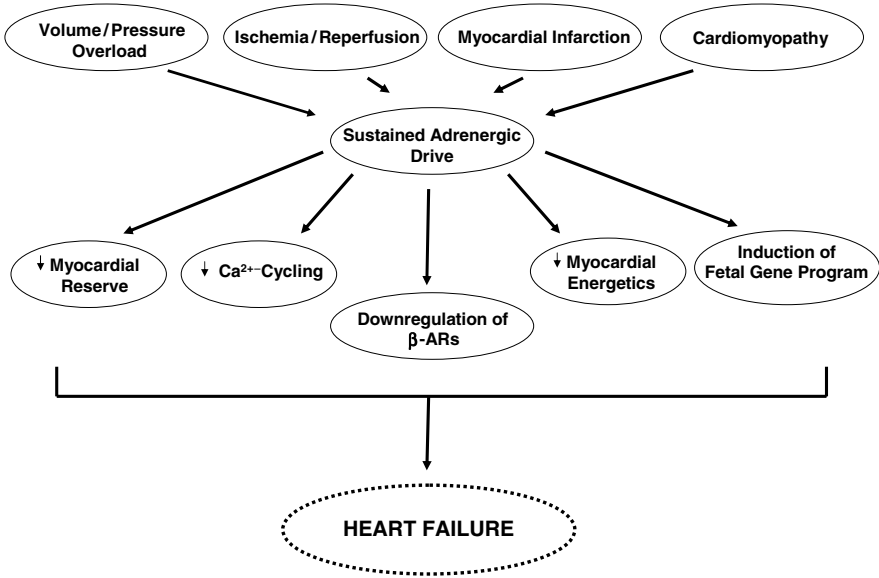 Volume/Pressure
Overload
Ischemia/Reperfusion
Myocardial Infarction
Cardiomyopathy
Sustained Adrenergic
Drive
↓ Myocardial
Reserve
↓ Ca²⁺–Cycling
Downregulation of
β-ARs
↓ Myocardial
Energetics
Induction of
Fetal Gene Program
HEART FAILURE